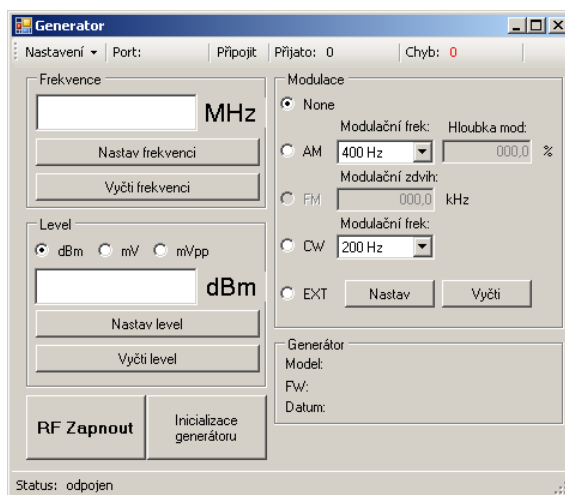 Generator
Nastavení Port: Připojit Přijato: 0 Chyb: 0
Frekvence
MHz
Nastav frekvenci
Vyčti frekvenci
Level
dBm mV mVpp
dBm
Nastav level
Vyčti level
RF Zapnout
Inicializace
generátoru
Modulace
None
Modulační frek: Hloubka mod:
AM 400 Hz 000,0 %
Modulační zdvih:
FM 000,0 kHz
Modulační frek:
CW 200 Hz
EXT Nastav Vyčti
Generátor
Model:
FW:
Datum:
Status: odpojen